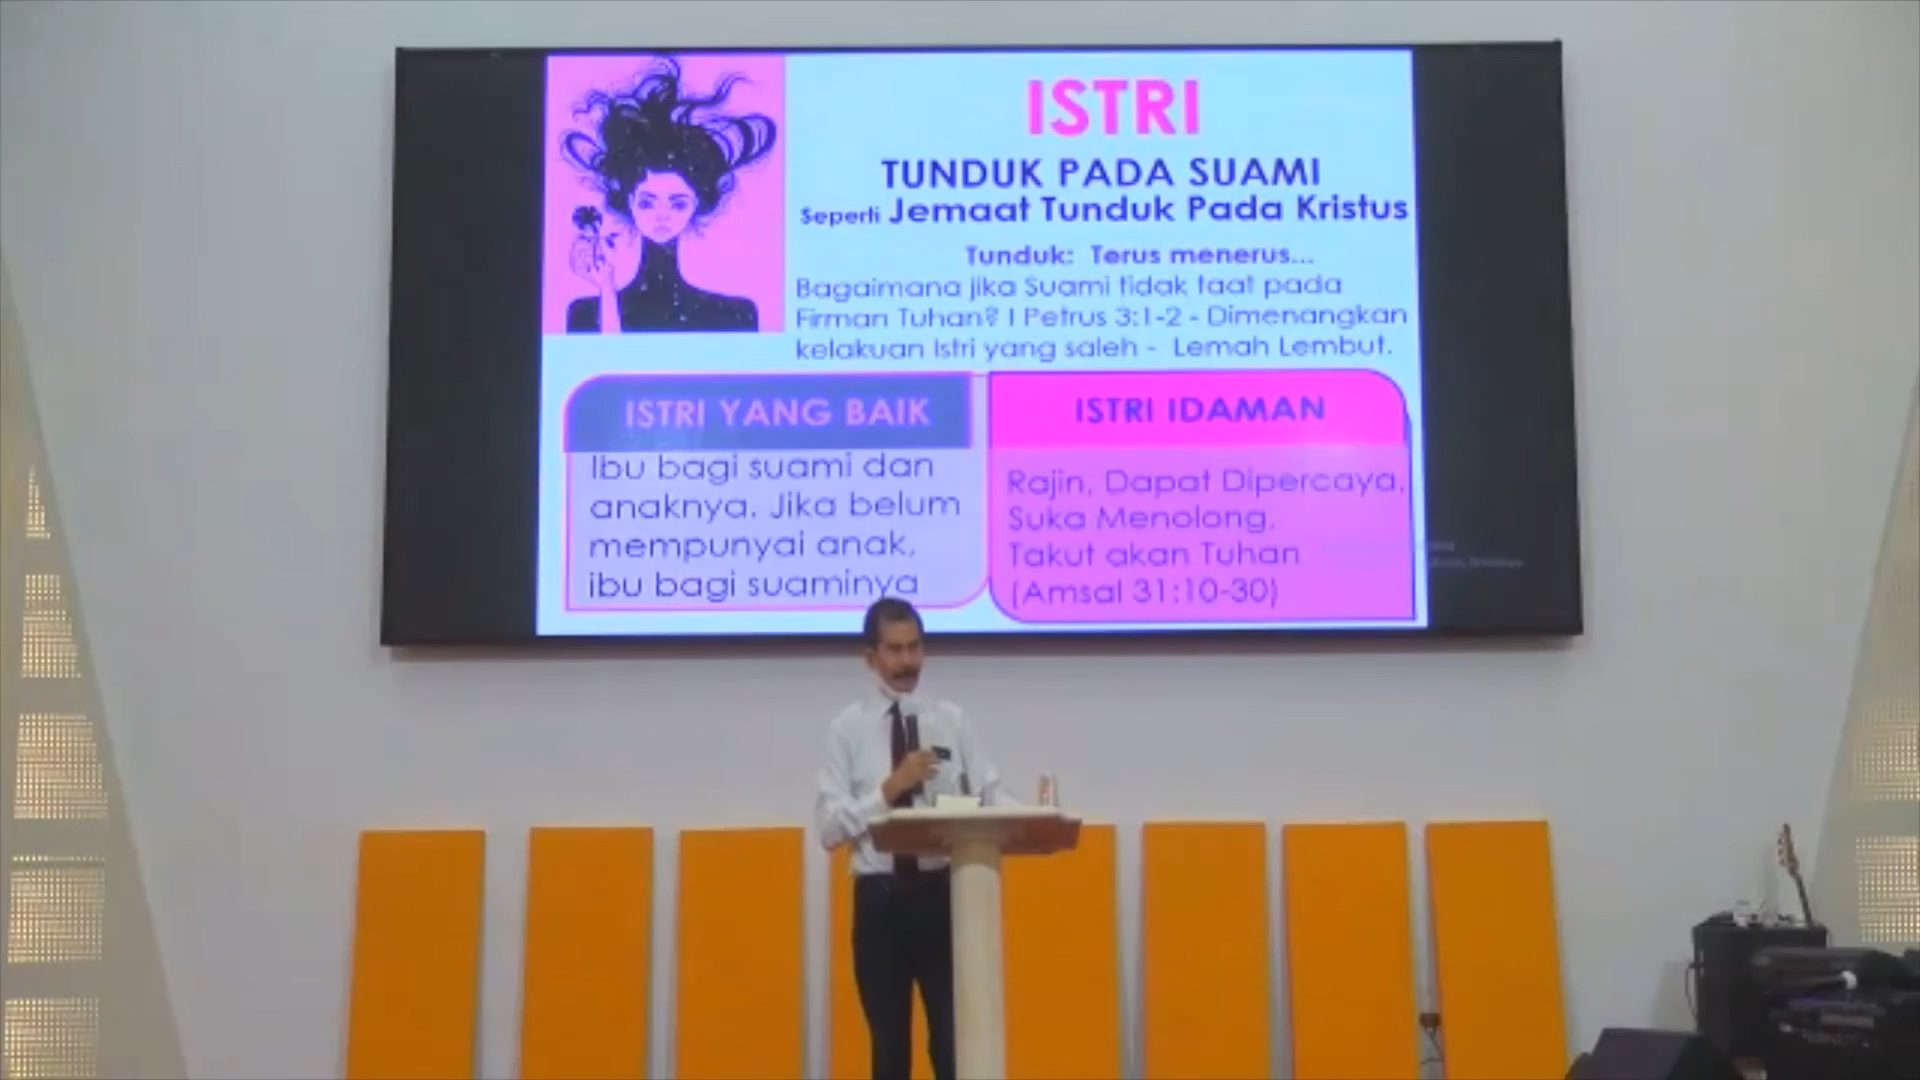 ISTRI
TUNDUK PADA SUAMI
Seperti Jemaat Tunduk Pada Kristus
Tunduk: Terus menerus...
Bagaimana jika Suami tidak taat pada
Firman Tuhan? I Petrus 3:1-2 - Dimenangkan
kelakuan Istri yang saleh - Lemah Lembut.
ISTRI YANG BAIK
Ibu bagi suami dan
anaknya. Jika belum
mempunyai anak,
ibu bagi suaminya
ISTRI IDAMAN
Rajin, Dapat Dipercaya,
Suka Menolong,
Takut akan Tuhan
(Amsal 31:10-30)